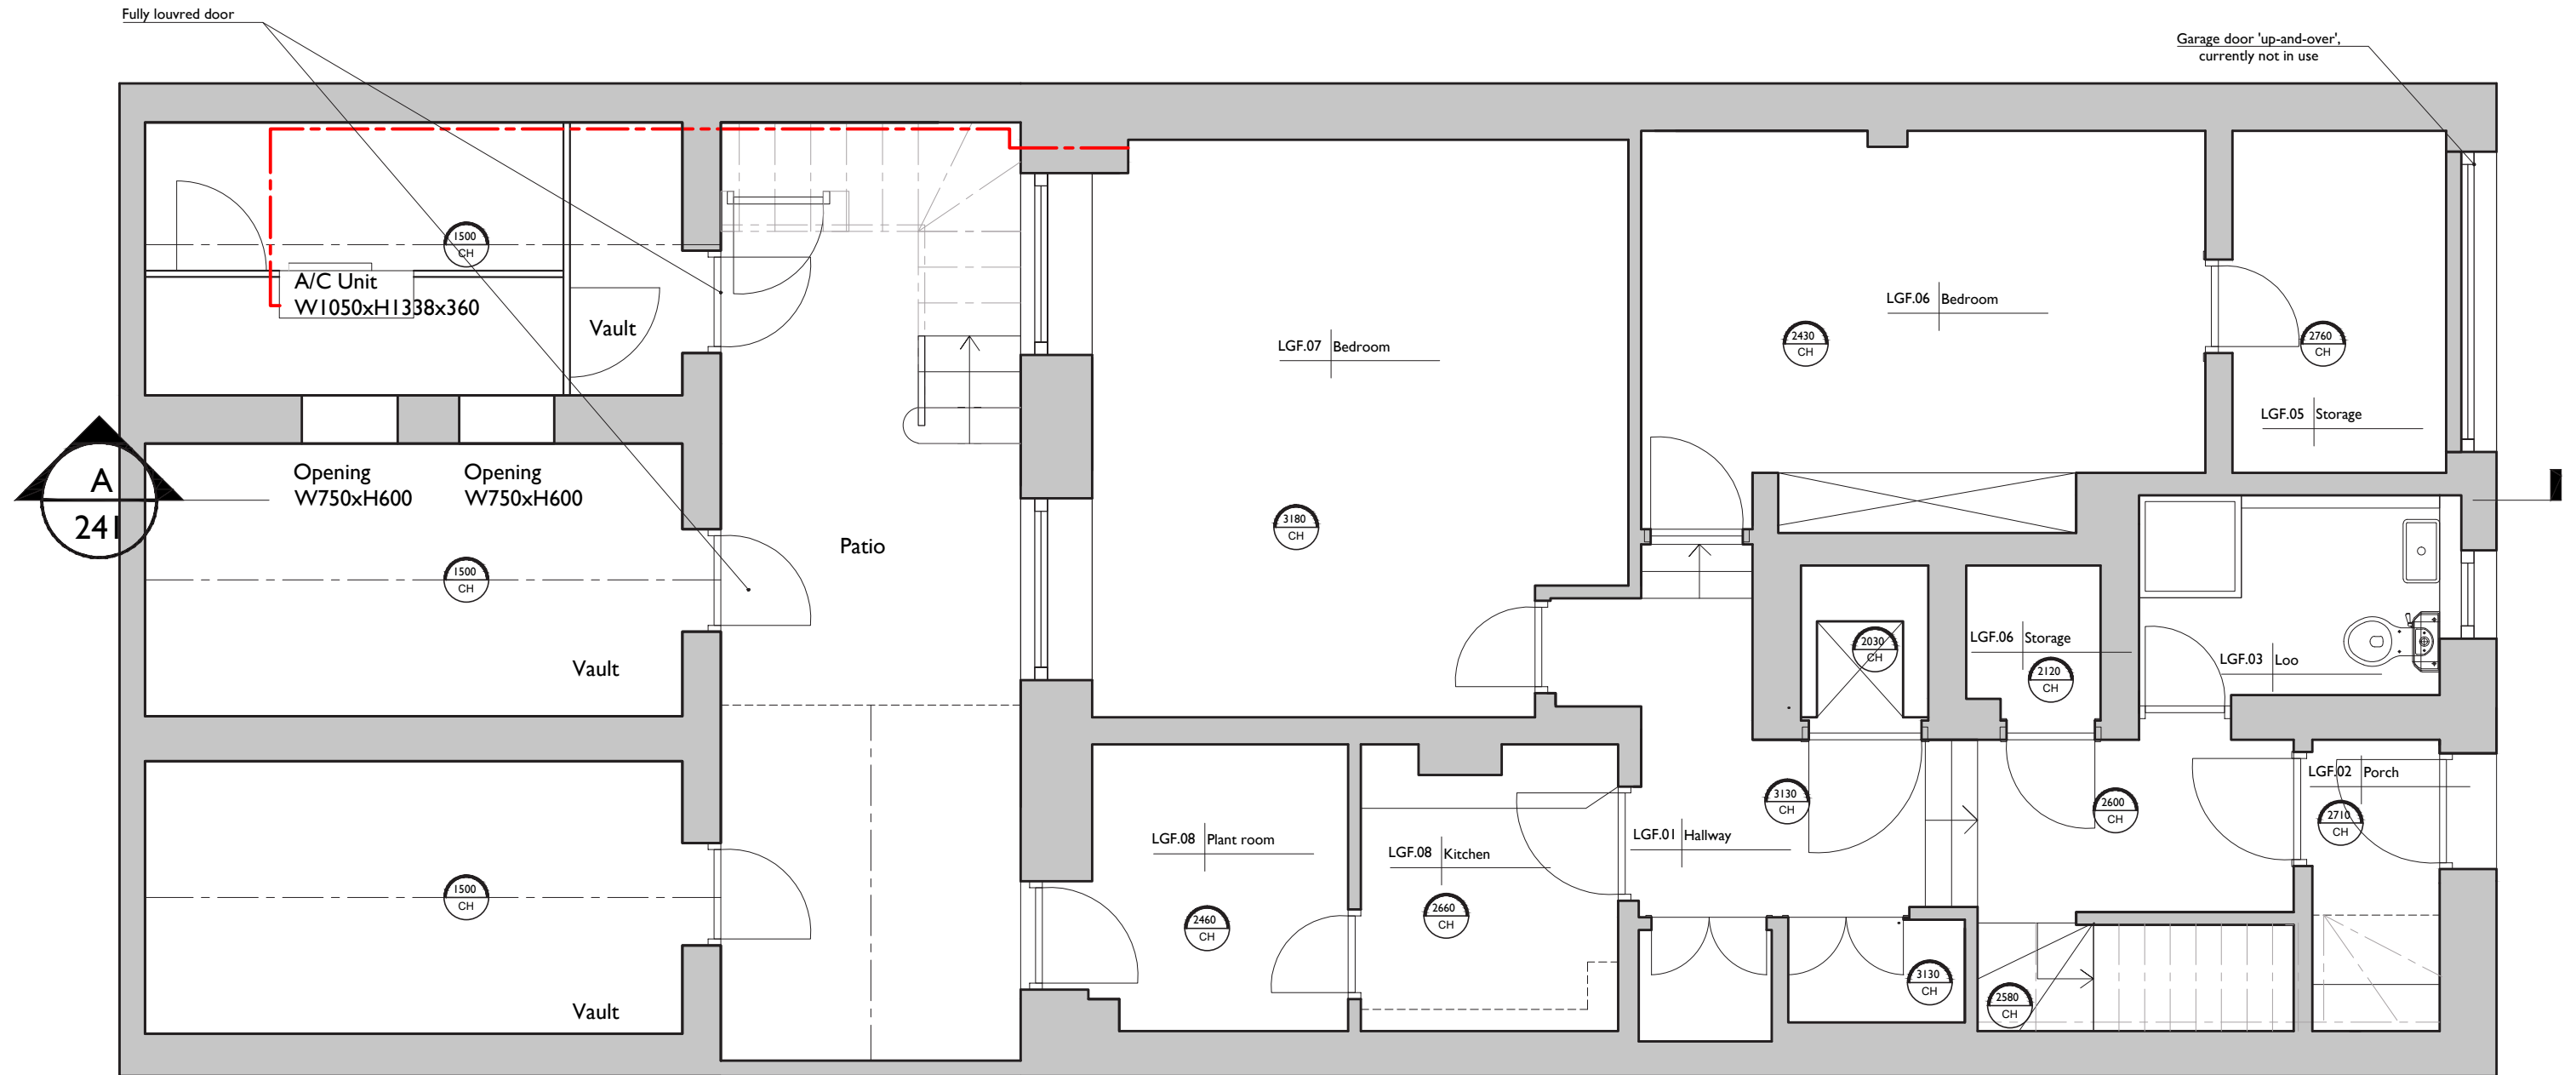 Fully louvred door
Garage door 'up-and-over',
currently not in use
1500
CH
A/C Unit
W1050xH1338x360
Vault
LGF.07 Bedroom
LGF.06 Bedroom
2430
CH
2760
CH
LGF.05 Storage
A
241
Opening
W750xH600
Opening
W750xH600
3180
CH
Patio
1500
CH
Vault
2030
CH
LGF.06 Storage
2120
CH
LGF.03 Loo
LGF.02 Porch
3130
CH
2600
CH
2710
CH
LGF.08 Plant room
LGF.08 Kitchen
LGF.01 Hallway
1500
CH
2460
CH
2660
CH
3130
CH
2580
CH
Vault